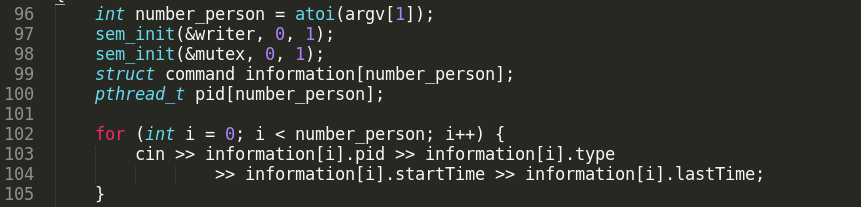 96 int number_person = atoi(argv[1]);
97 sem_init(&writer, 0, 1);
98 sem_init(&mutex, 0, 1);
99 struct command information[number_person];
100 pthread_t pid[number_person];
101
102 for (int i = 0; i < number_person; i++) {
103 cin >> information[i].pid >> information[i].type
104 >> information[i].startTime >> information[i].lastTime;
105 }